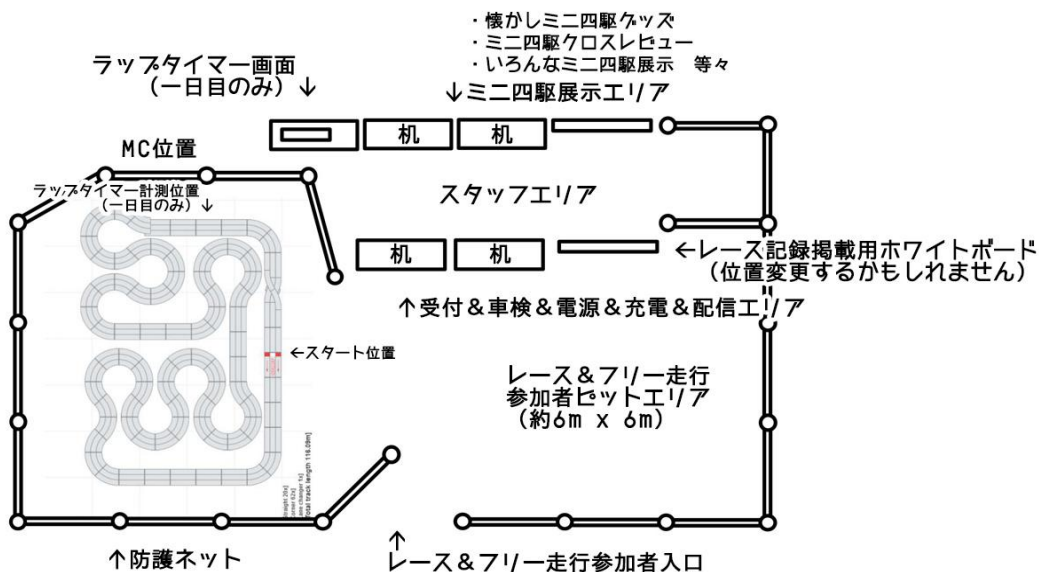 ・懐かしミニ四駆グッズ
・ミニ四駆クロスレビュー
・いろんなミニ四駆展示　等々
ラップタイマー画面
(一日目のみ) ↓
↓ミニ四駆展示エリア
机
机
MC位置
ラップタイマー計測位置
(一日目のみ) ↓
スタッフエリア
机
机
←レース記録掲載用ホワイトボード
(位置変更するかもしれません)
↑受付＆車検＆電源＆充電＆配信エリア
←スタート位置
レース＆フリー走行
参加者ピットエリア
(約6m x 6m)
Total track length 116.09m]
↑防護ネット
↑
レース＆フリー走行参加者入口